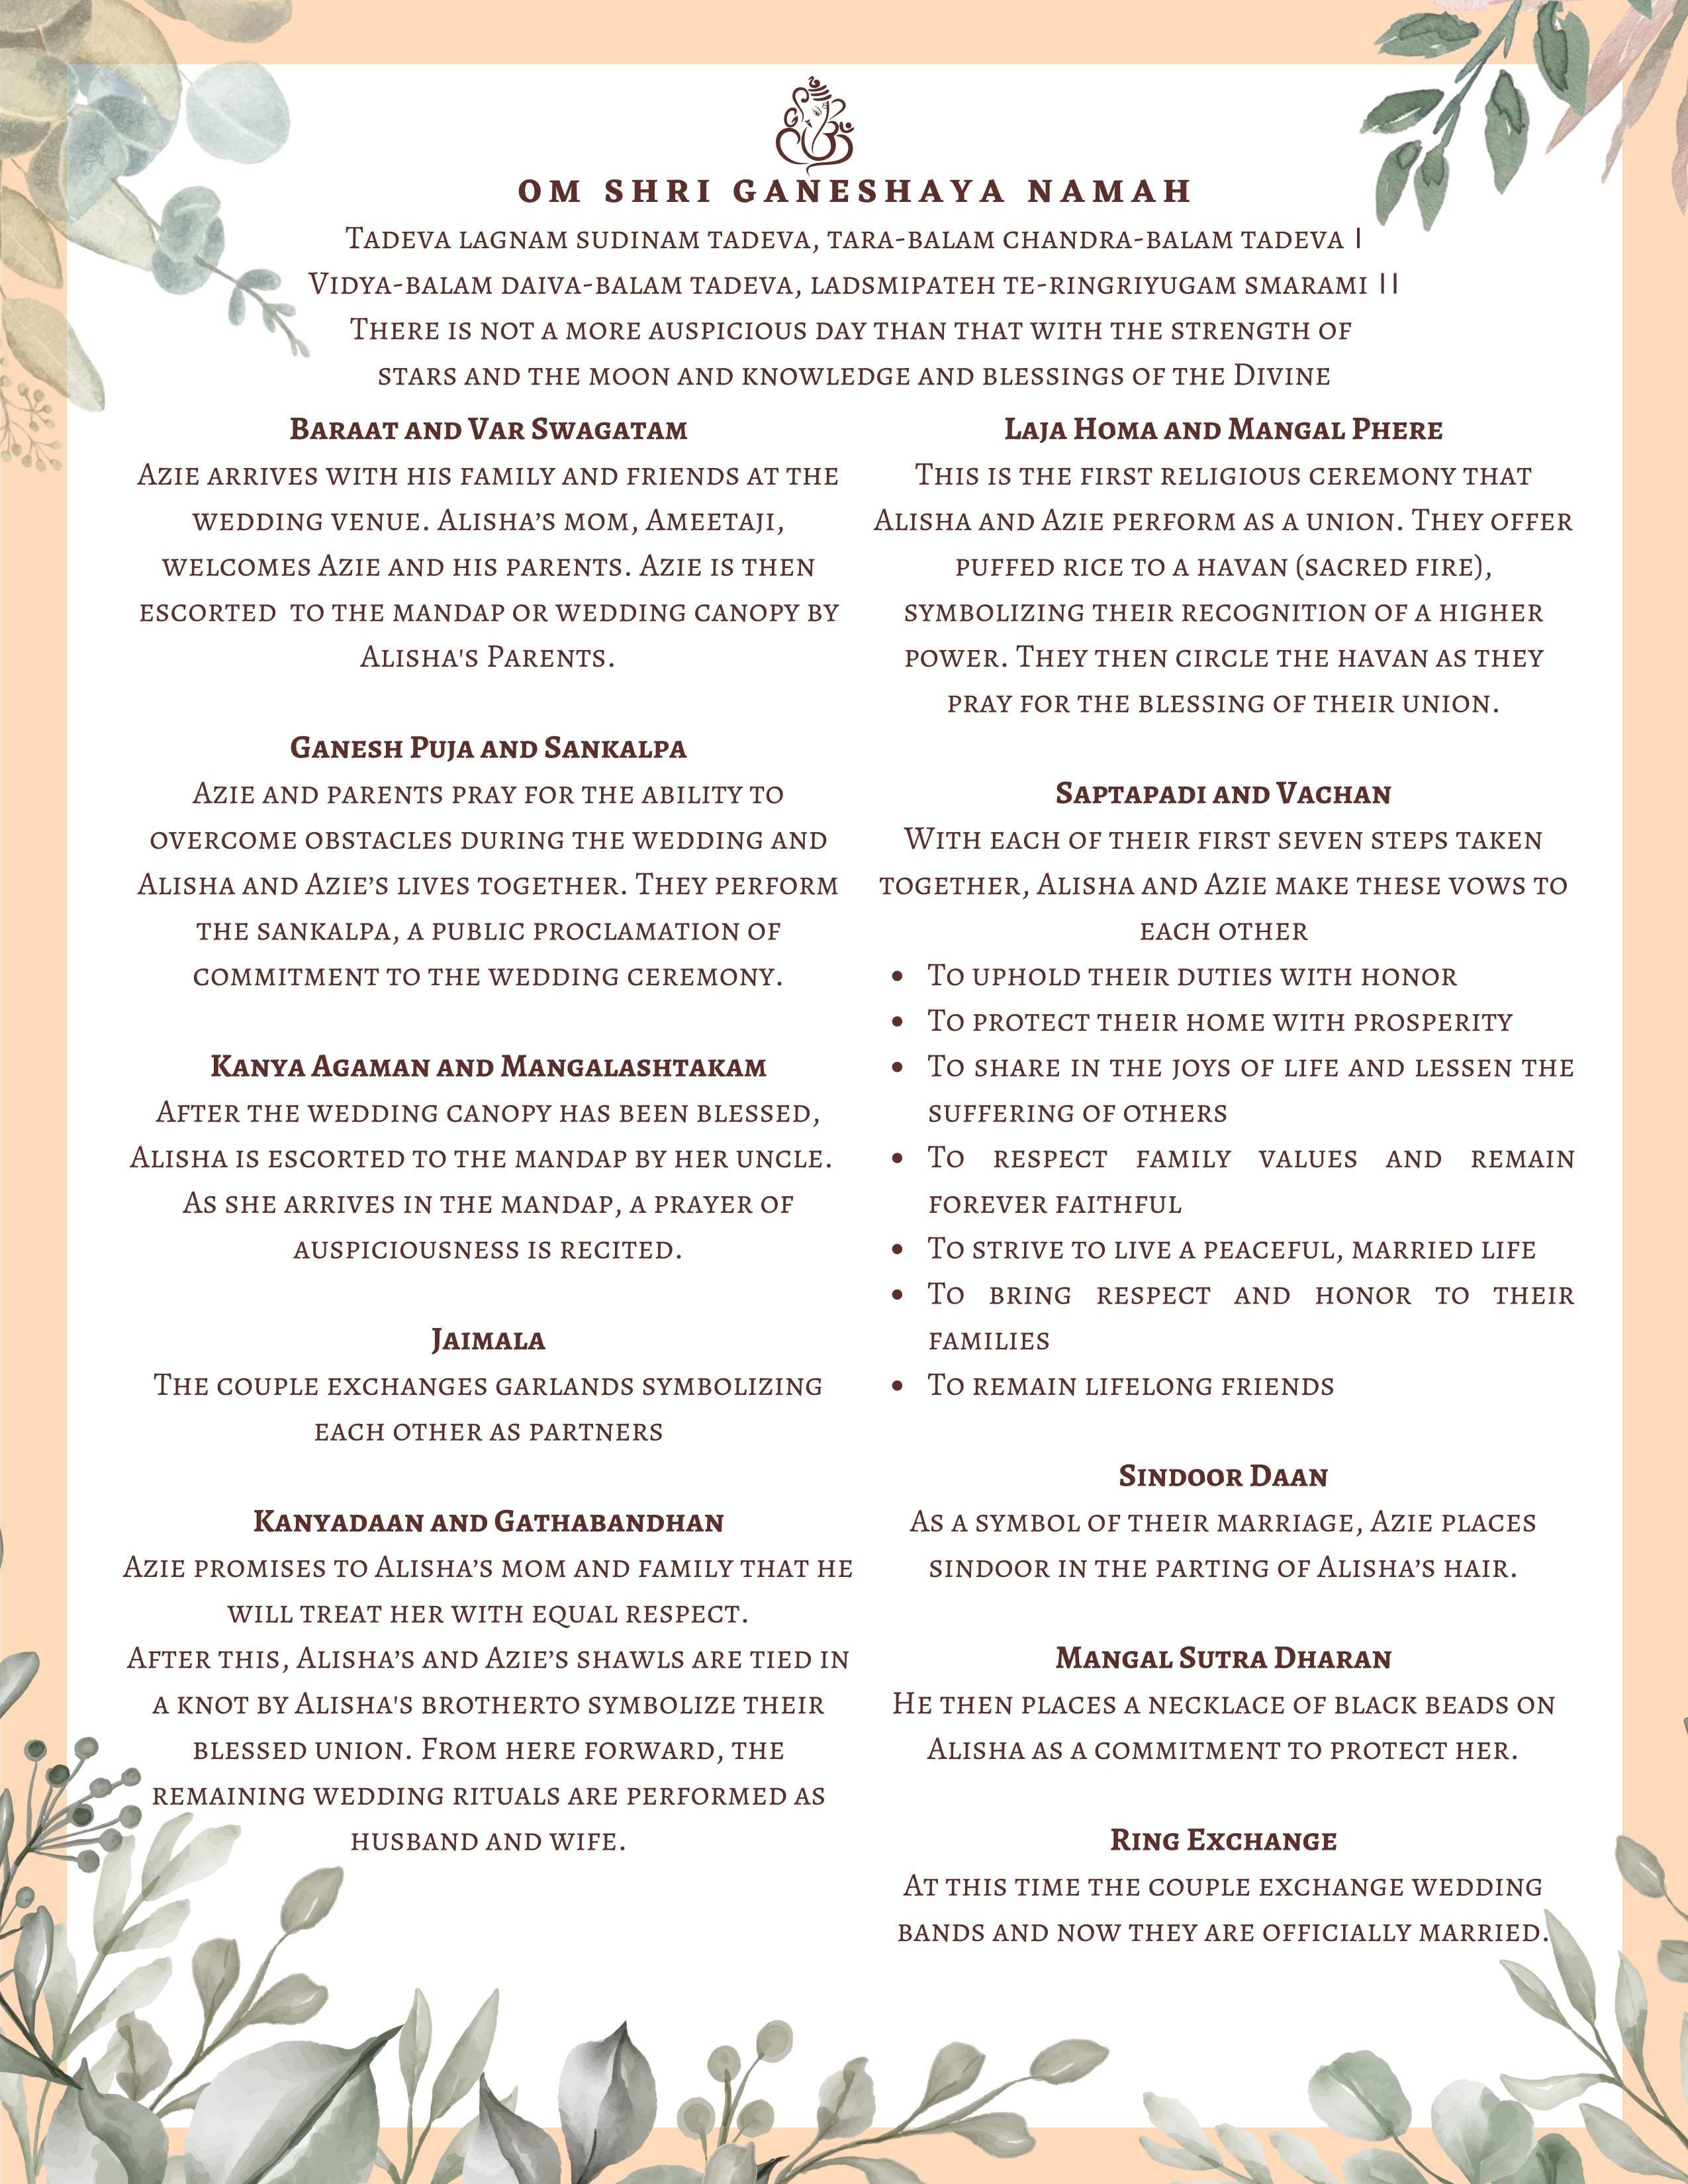 OM SHRI GANESHAYA NAMAH
Tadeva lagnam sudinam tadeva, tara-balam chandra-balam tadeva |
Vidya-balam daiva-balam tadeva, ladsmipateh te-ringriyugam smarami ||
There is not a more auspicious day than that with the strength of
stars and the moon and knowledge and blessings of the Divine
Baraat and Var Swagatam
Azie arrives with his family and friends at the
wedding venue. Alisha’s mom, Ameetaji,
welcomes Azie and his parents. Azie is then
escorted to the mandap or wedding canopy by
Alisha's Parents.
Ganesh Puja and Sankalpa
Azie and parents pray for the ability to
overcome obstacles during the wedding and
Alisha and Azie’s lives together. They perform
the sankalpa, a public proclamation of
commitment to the wedding ceremony.
Kanya Agaman and Mangalashtakam
After the wedding canopy has been blessed,
Alisha is escorted to the mandap by her uncle.
As she arrives in the mandap, a prayer of
auspiciousness is recited.
Jaimala
The couple exchanges garlands symbolizing
each other as partners
Kanyadaan and Gathabandhan
Azie promises to Alisha’s mom and family that he
will treat her with equal respect.
After this, Alisha’s and Azie’s shawls are tied in
a knot by Alisha's brotherto symbolize their
blessed union. From here forward, the
remaining wedding rituals are performed as
husband and wife.
Laja Homa and Mangal Phere
This is the first religious ceremony that
Alisha and Azie perform as a union. They offer
puffed rice to a havan (sacred fire),
symbolizing their recognition of a higher
power. They then circle the havan as they
pray for the blessing of their union.
Saptapadi and Vachan
With each of their first seven steps taken
together, Alisha and Azie make these vows to
each other
• To uphold their duties with honor
• To protect their home with prosperity
• To share in the joys of life and lessen the
suffering of others
• To respect family values and remain
forever faithful
• To strive to live a peaceful, married life
• To bring respect and honor to their
families
• To remain lifelong friends
Sindoor Daan
As a symbol of their marriage, Azie places
sindoor in the parting of Alisha’s hair.
Mangal Sutra Dharan
He then places a necklace of black beads on
Alisha as a commitment to protect her.
Ring Exchange
At this time the couple exchange wedding
bands and now they are officially married.